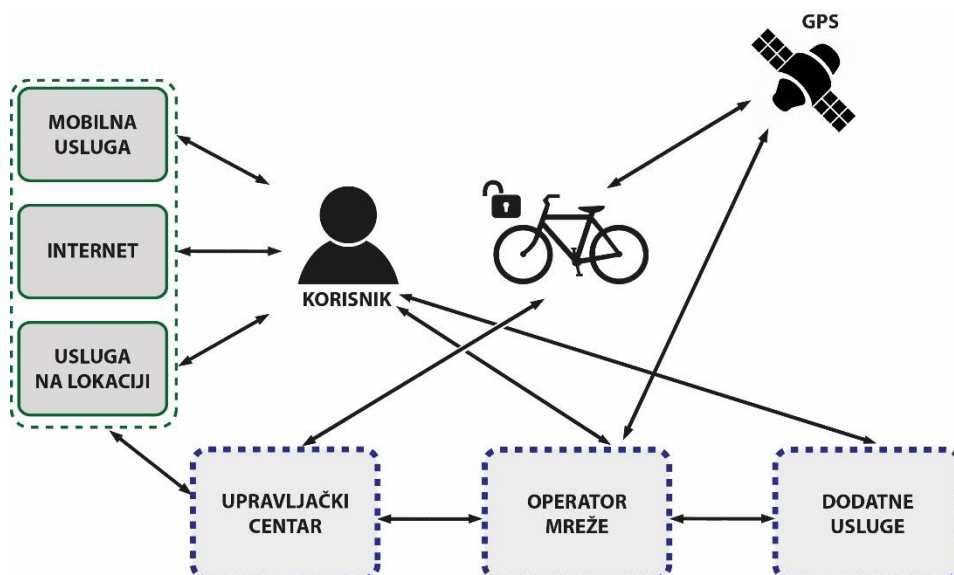 GPS
MOBILNA
USLUGA
INTERNET
KORISNIK
USLUGA
NA LOKACIJI
UPRAVLJAČKI
CENTAR
OPERATOR
MREŽE
DODATNE
USLUGE